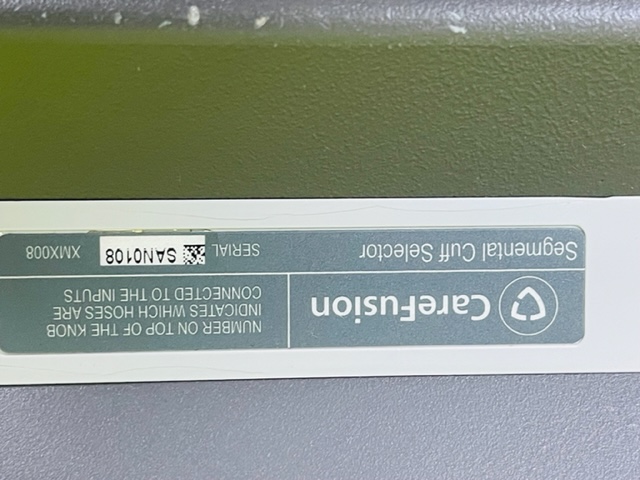 CareFusion
NUMBER ON TOP OF THE KNOB
INDICATES WHICH HOSES ARE
CONNECTED TO THE INPUTS
Segmental Cuff Selector
SERIAL SAN0108 XMX008